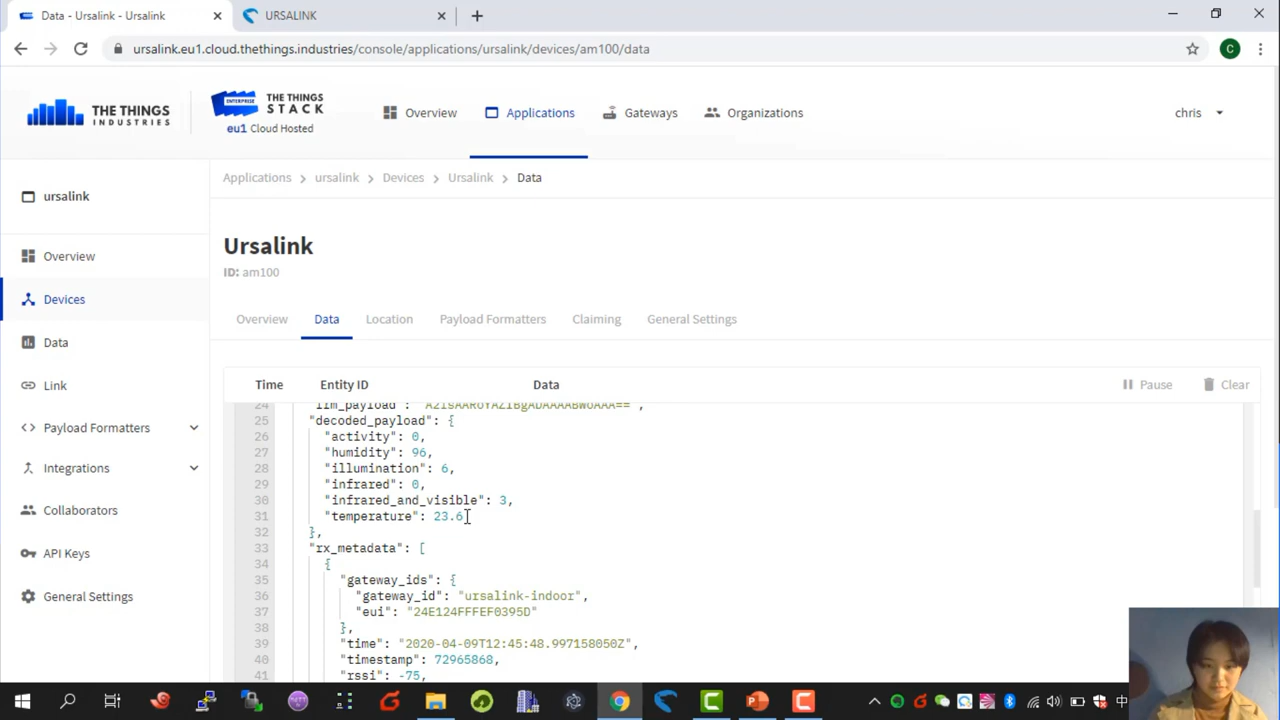 Data - Ursalink - Ursalink
URSALINK
ursalink.eu1.cloud.thethings.industries/console/applications/ursalink/devices/am100/data
C
THE THINGS
INDUSTRIES
ENTERPRISE
THE THINGS
STACK
eu1 Cloud Hosted
Overview
Applications
Gateways
Organizations
chris
ursalink
Overview
Devices
Data
Link
Payload Formatters
Integrations
Collaborators
API Keys
General Settings
Applications > ursalink > Devices > Ursalink > Data
Ursalink
ID: am100
Overview
Data
Location
Payload Formatters
Claiming
General Settings
Time Entity ID Data Pause Clear
24
25 "decoded_payload": {
26 "activity": 0,
27 "humidity": 96,
28 "illumination": 6,
29 "infrared": 0,
30 "infrared_and_visible": 3,
31 "temperature": 23.6
32 },
33 "rx_metadata": [
34 {
35 "gateway_ids": {
36 "gateway_id": "ursalink-indoor",
37 "eui": "24E124FFFEF0395D"
38 },
39 "time": "2020-04-09T12:45:48.997158050Z",
40 "timestamp": 72965868,
41 "rssi": -75,
中